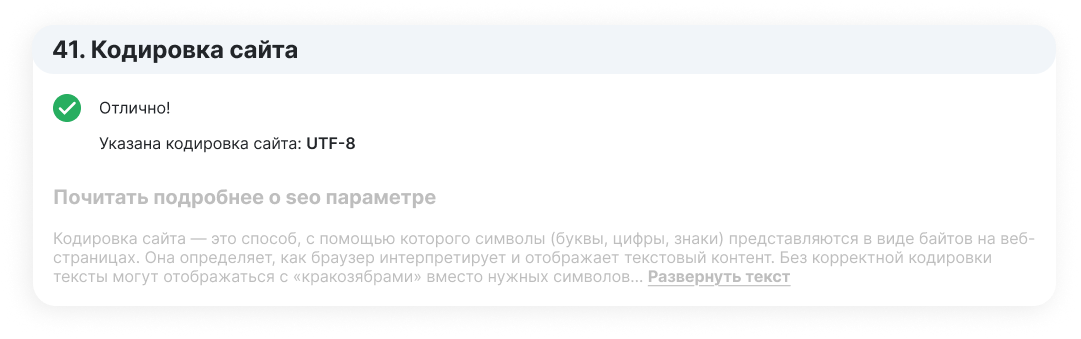 41. Кодировка сайта
Отлично!
Указана кодировка сайта: UTF-8
Почитать подробнее о seo параметре
Кодировка сайта — это способ, с помощью которого символы (буквы, цифры, знаки) представляются в виде байтов на веб-
страницах. Она определяет, как браузер интерпретирует и отображает текстовый контент. Без корректной кодировки
тексты могут отображаться с «кракозябрами» вместо нужных символов... Развернуть текст